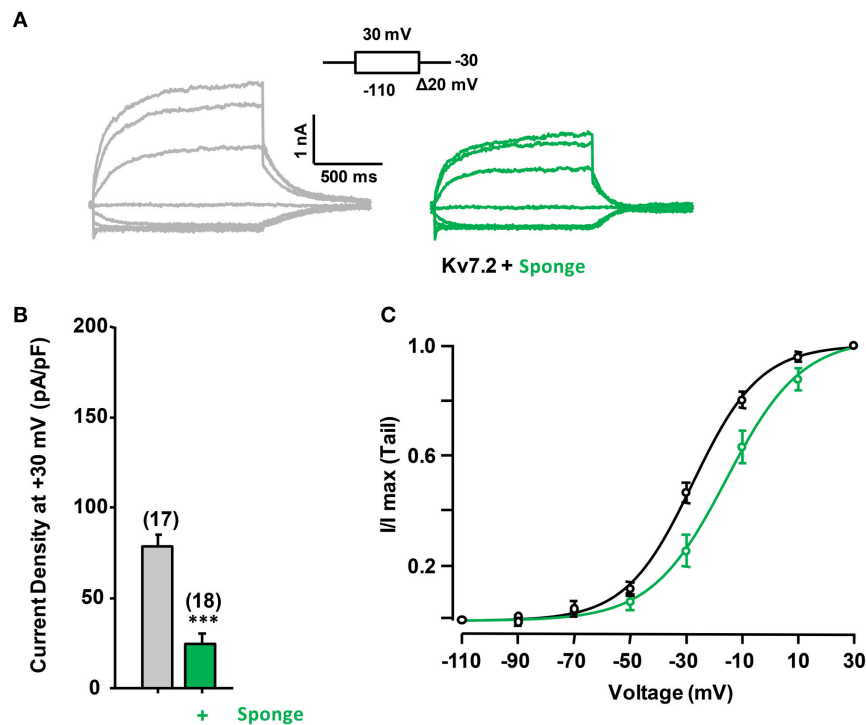 A
30 mV
-30
-110
Δ20 mV
1 nA
500 ms
Kv7.2 + Sponge
B
Current Density at +30 mV (pA/pF)
200
150
100
50
0
(17)
(18)
***
+ Sponge
C
I/I max (Tail)
1.0
0.6
0.2
-110 -90 -70 -50 -30 -10 10 30
Voltage (mV)